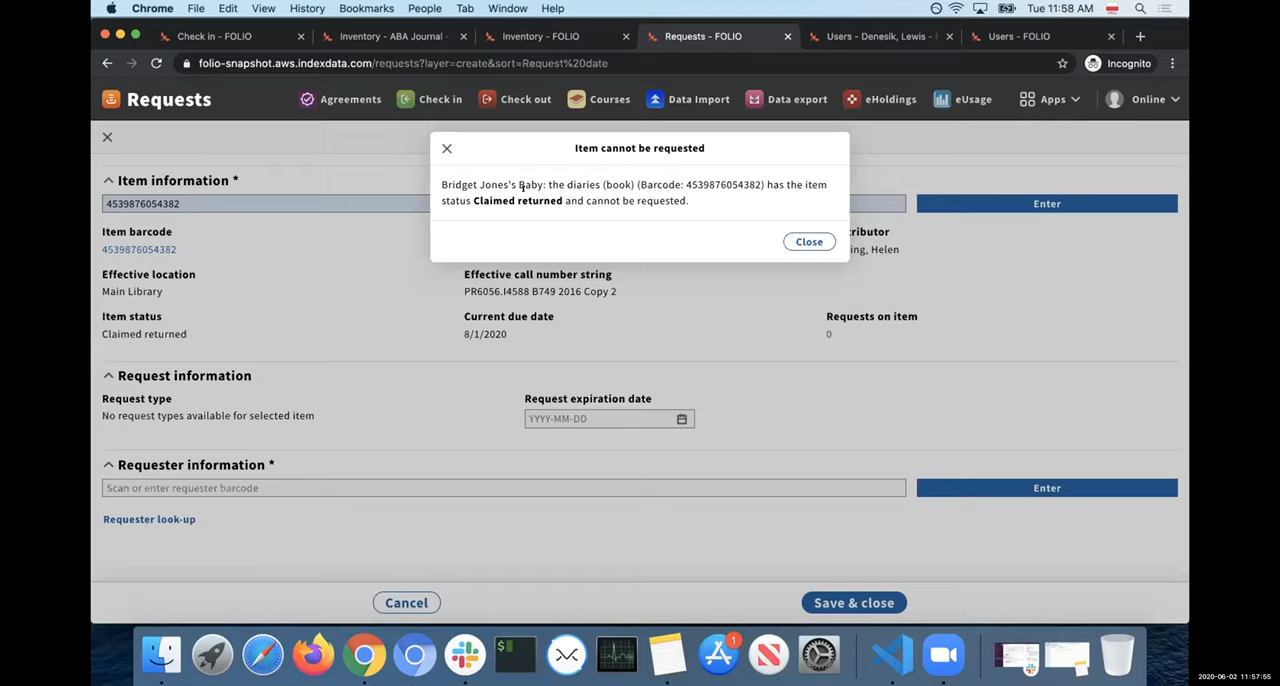 Chrome File Edit View History Bookmarks People Tab Window Help Tue 11:58 AM
Check in - FOLIO Inventory - ABA Journal - Inventory - FOLIO Requests - FOLIO Users - Denesik, Lewis - Users - FOLIO
folio-snapshot.aws.indexdata.com/requests?layer=create&sort=Request%20date Incognito
Requests Agreements Check in Check out Courses Data Import Data export eHoldings eUsage Apps Online
Item cannot be requested
Bridget Jones's Baby: the diaries (book) (Barcode: 4539876054382) has the item
status Claimed returned and cannot be requested.
Close
Item information *
4539876054382 Enter
Item barcode tributor
4539876054382 ing, Helen
Effective location Effective call number string
Main Library PR6056.I4588 B749 2016 Copy 2
Item status Current due date Requests on item
Claimed returned 8/1/2020 0
Request information
Request type Request expiration date
No request types available for selected item YYYY-MM-DD
Requester information *
Scan or enter requester barcode Enter
Requester look-up
Cancel Save & close
1
2020-06-02 11:57:55